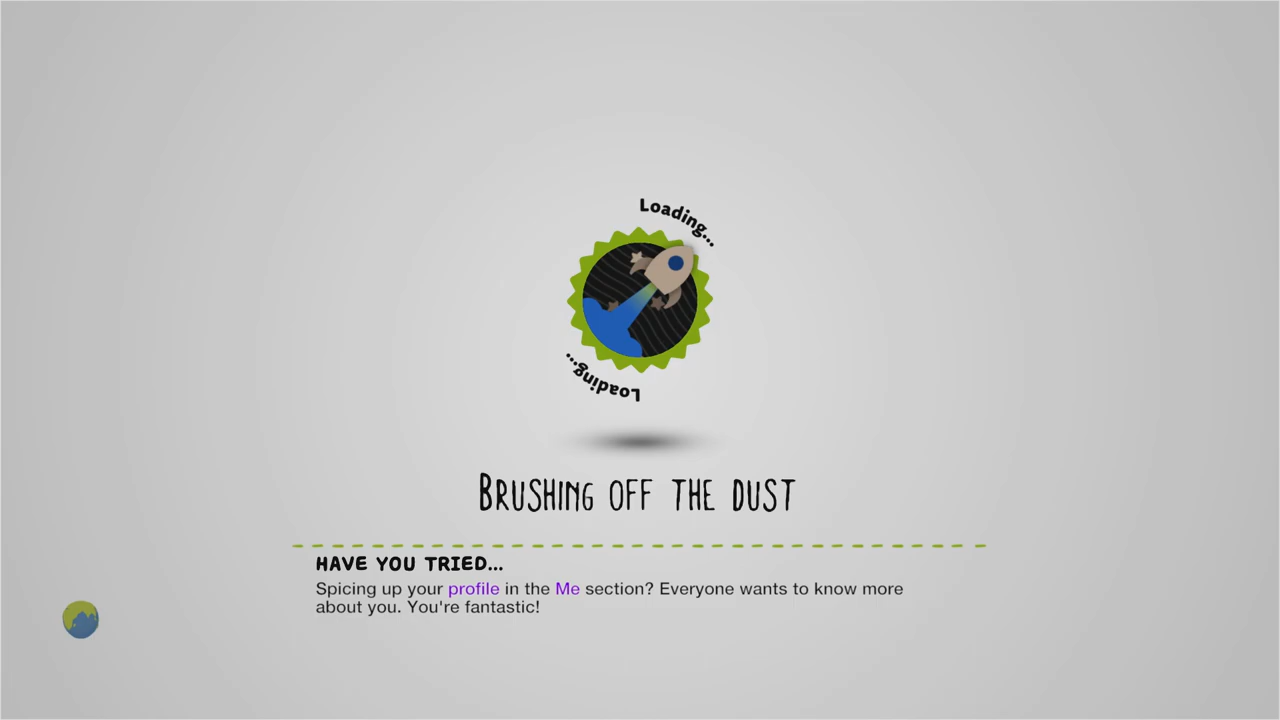 Loading...
Loading...
Brushing off the dust
HAVE YOU TRIED...
Spicing up your profile in the Me section? Everyone wants to know more
about you. You're fantastic!